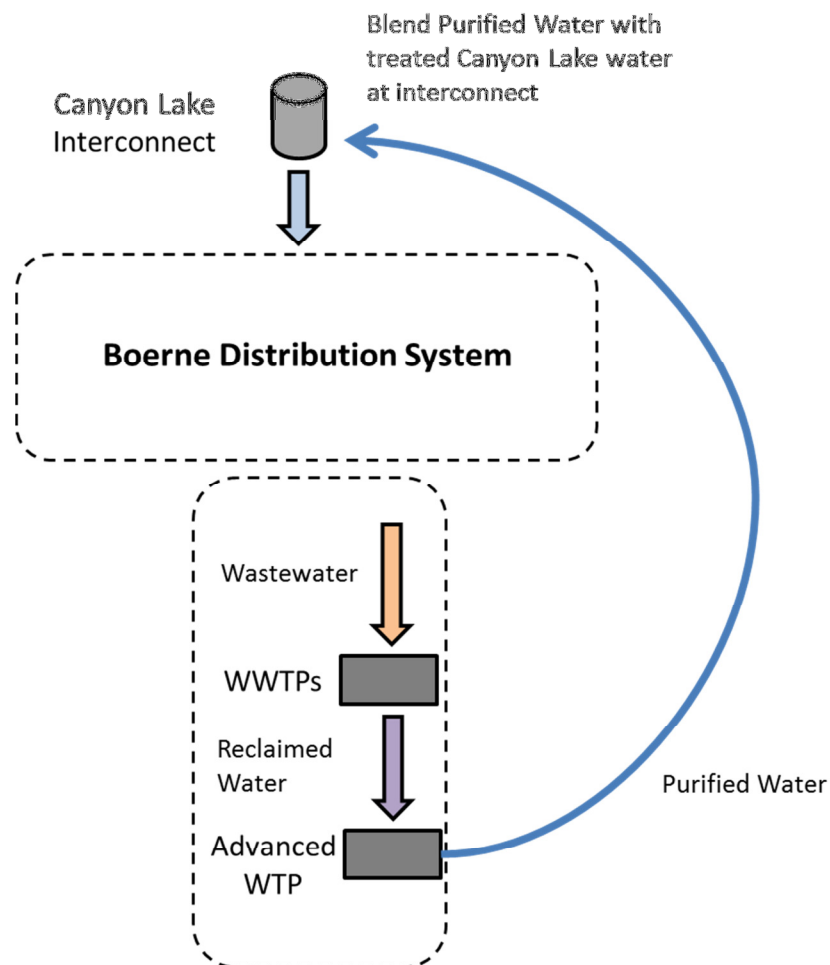 Blend Purified Water with
treated Canyon Lake water
at interconnect
Canyon Lake
Interconnect
Boerne Distribution System
Wastewater
WWTPs
Reclaimed
Water
Purified Water
Advanced
WTP